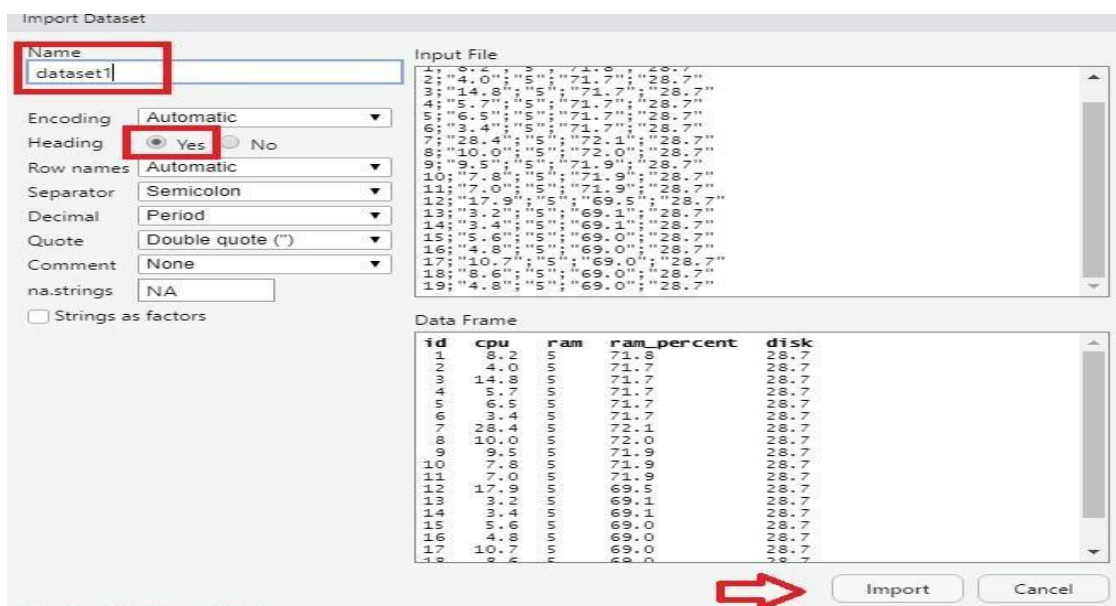 Import Dataset
Name
dataset1
Encoding Automatic
Heading Yes No
Row names Automatic
Separator Semicolon
Decimal Period
Quote Double quote (")
Comment None
na.strings NA
Strings as factors
Input File
1;"8.2";"5";"71.8";"28.7"
2;"4.0";"5";"71.7";"28.7"
3;"14.8";"5";"71.7";"28.7"
4;"5.7";"5";"71.7";"28.7"
5;"6.5";"5";"71.7";"28.7"
6;"3.4";"5";"71.7";"28.7"
7;"28.4";"5";"72.1";"28.7"
8;"10.0";"5";"72.0";"28.7"
9;"9.5";"5";"71.9";"28.7"
10;"7.8";"5";"71.9";"28.7"
11;"7.0";"5";"71.9";"28.7"
12;"17.9";"5";"69.5";"28.7"
13;"3.2";"5";"69.1";"28.7"
14;"3.4";"5";"69.1";"28.7"
15;"5.6";"5";"69.0";"28.7"
16;"4.8";"5";"69.0";"28.7"
17;"10.7";"5";"69.0";"28.7"
18;"8.6";"5";"69.0";"28.7"
19;"4.8";"5";"69.0";"28.7"
Data Frame
id cpu ram ram_percent disk
1 8.2 5 71.8 28.7
2 4.0 5 71.7 28.7
3 14.8 5 71.7 28.7
4 5.7 5 71.7 28.7
5 6.5 5 71.7 28.7
6 3.4 5 71.7 28.7
7 28.4 5 72.1 28.7
8 10.0 5 72.0 28.7
9 9.5 5 71.9 28.7
10 7.8 5 71.9 28.7
11 7.0 5 71.9 28.7
12 17.9 5 69.5 28.7
13 3.2 5 69.1 28.7
14 3.4 5 69.1 28.7
15 5.6 5 69.0 28.7
16 4.8 5 69.0 28.7
17 10.7 5 69.0 28.7
18 8.6 5 69.0 28.7
Import Cancel